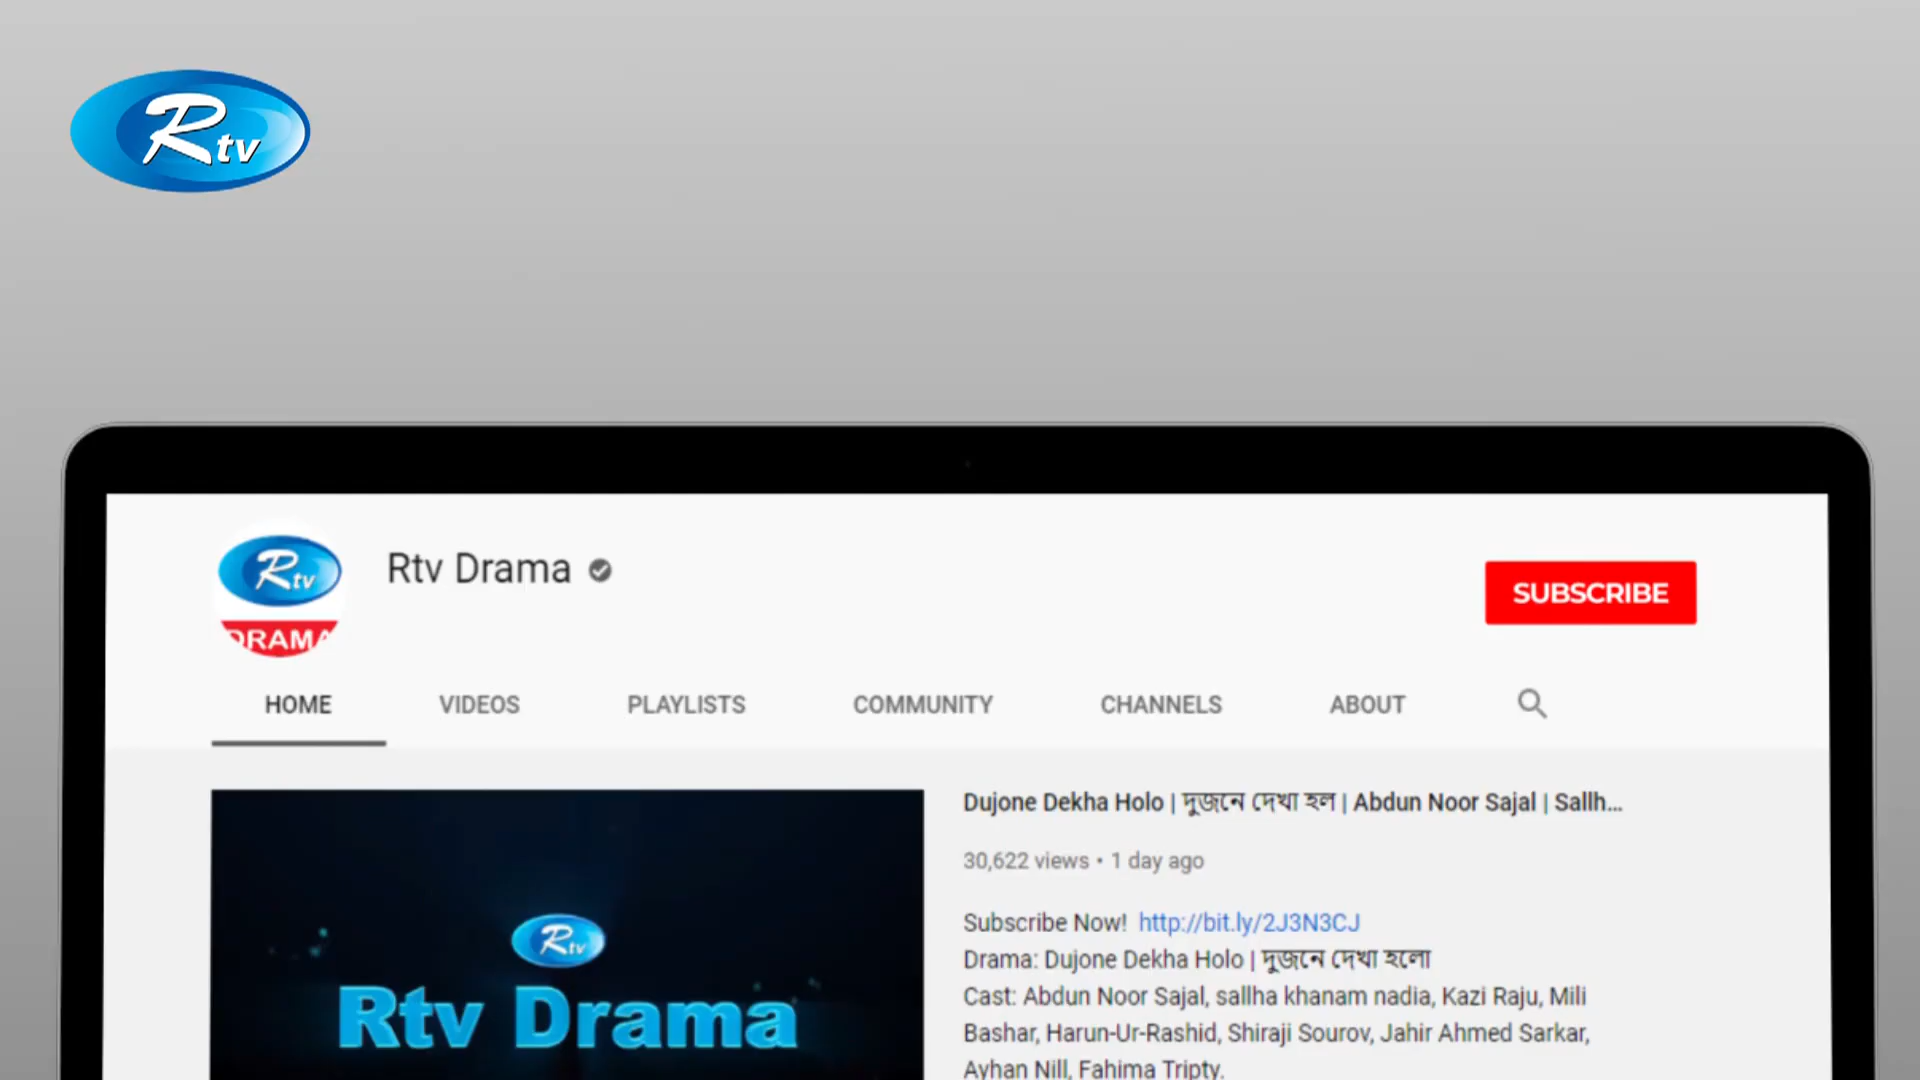 Rtv
Rtv
DRAMA
Rtv Drama
SUBSCRIBE
HOME VIDEOS PLAYLISTS COMMUNITY CHANNELS ABOUT
Dujone Dekha Holo | দুজনে দেখা হল | Abdun Noor Sajal | Sallh...
30,622 views • 1 day ago
Subscribe Now! http://bit.ly/2J3N3CJ
Drama: Dujone Dekha Holo | দুজনে দেখা হলো
Cast: Abdun Noor Sajal, sallha khanam nadia, Kazi Raju, Mili
Bashar, Harun-Ur-Rashid, Shiraji Sourov, Jahir Ahmed Sarkar,
Ayhan Nill, Fahima Tripty.
Rtv
Rtv Drama